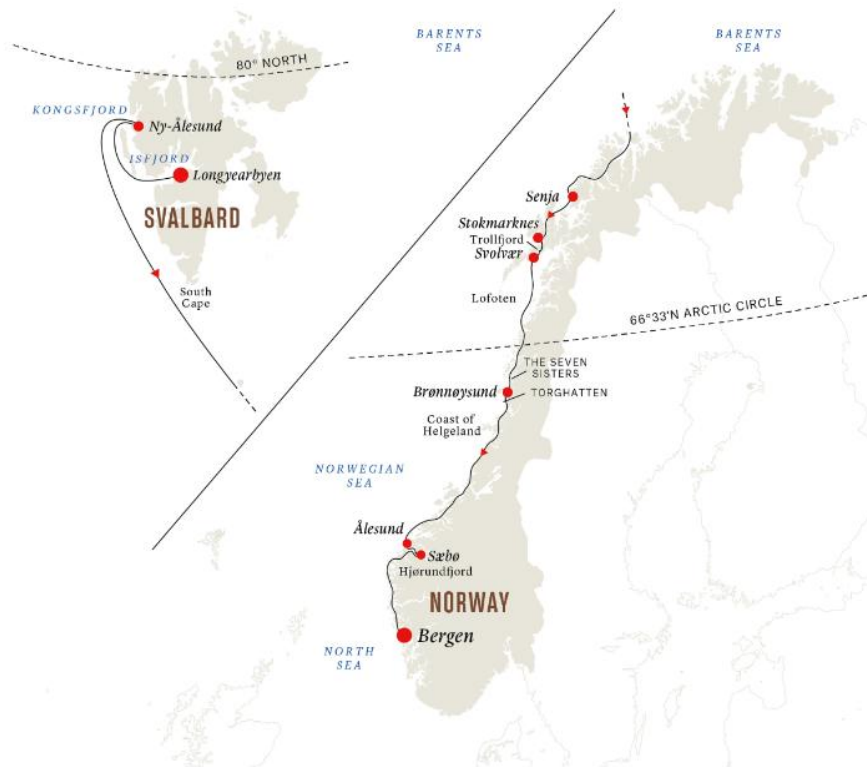 BARENTS
SEA
BARENTS
SEA
80° NORTH
KONGSFJORD
Ny-Ålesund
ISFJORD
Longyearbyen
SVALBARD
South
Cape
Senja
Stokmarknes
Trollfjord
Svolvær
Lofoten
66°33'N ARCTIC CIRCLE
THE SEVEN
SISTERS
Brønnøysund
TORGHATTEN
Coast of
Helgeland
NORWEGIAN
SEA
Ålesund
Sæbø
Hjørundfjord
NORWAY
Bergen
NORTH
SEA